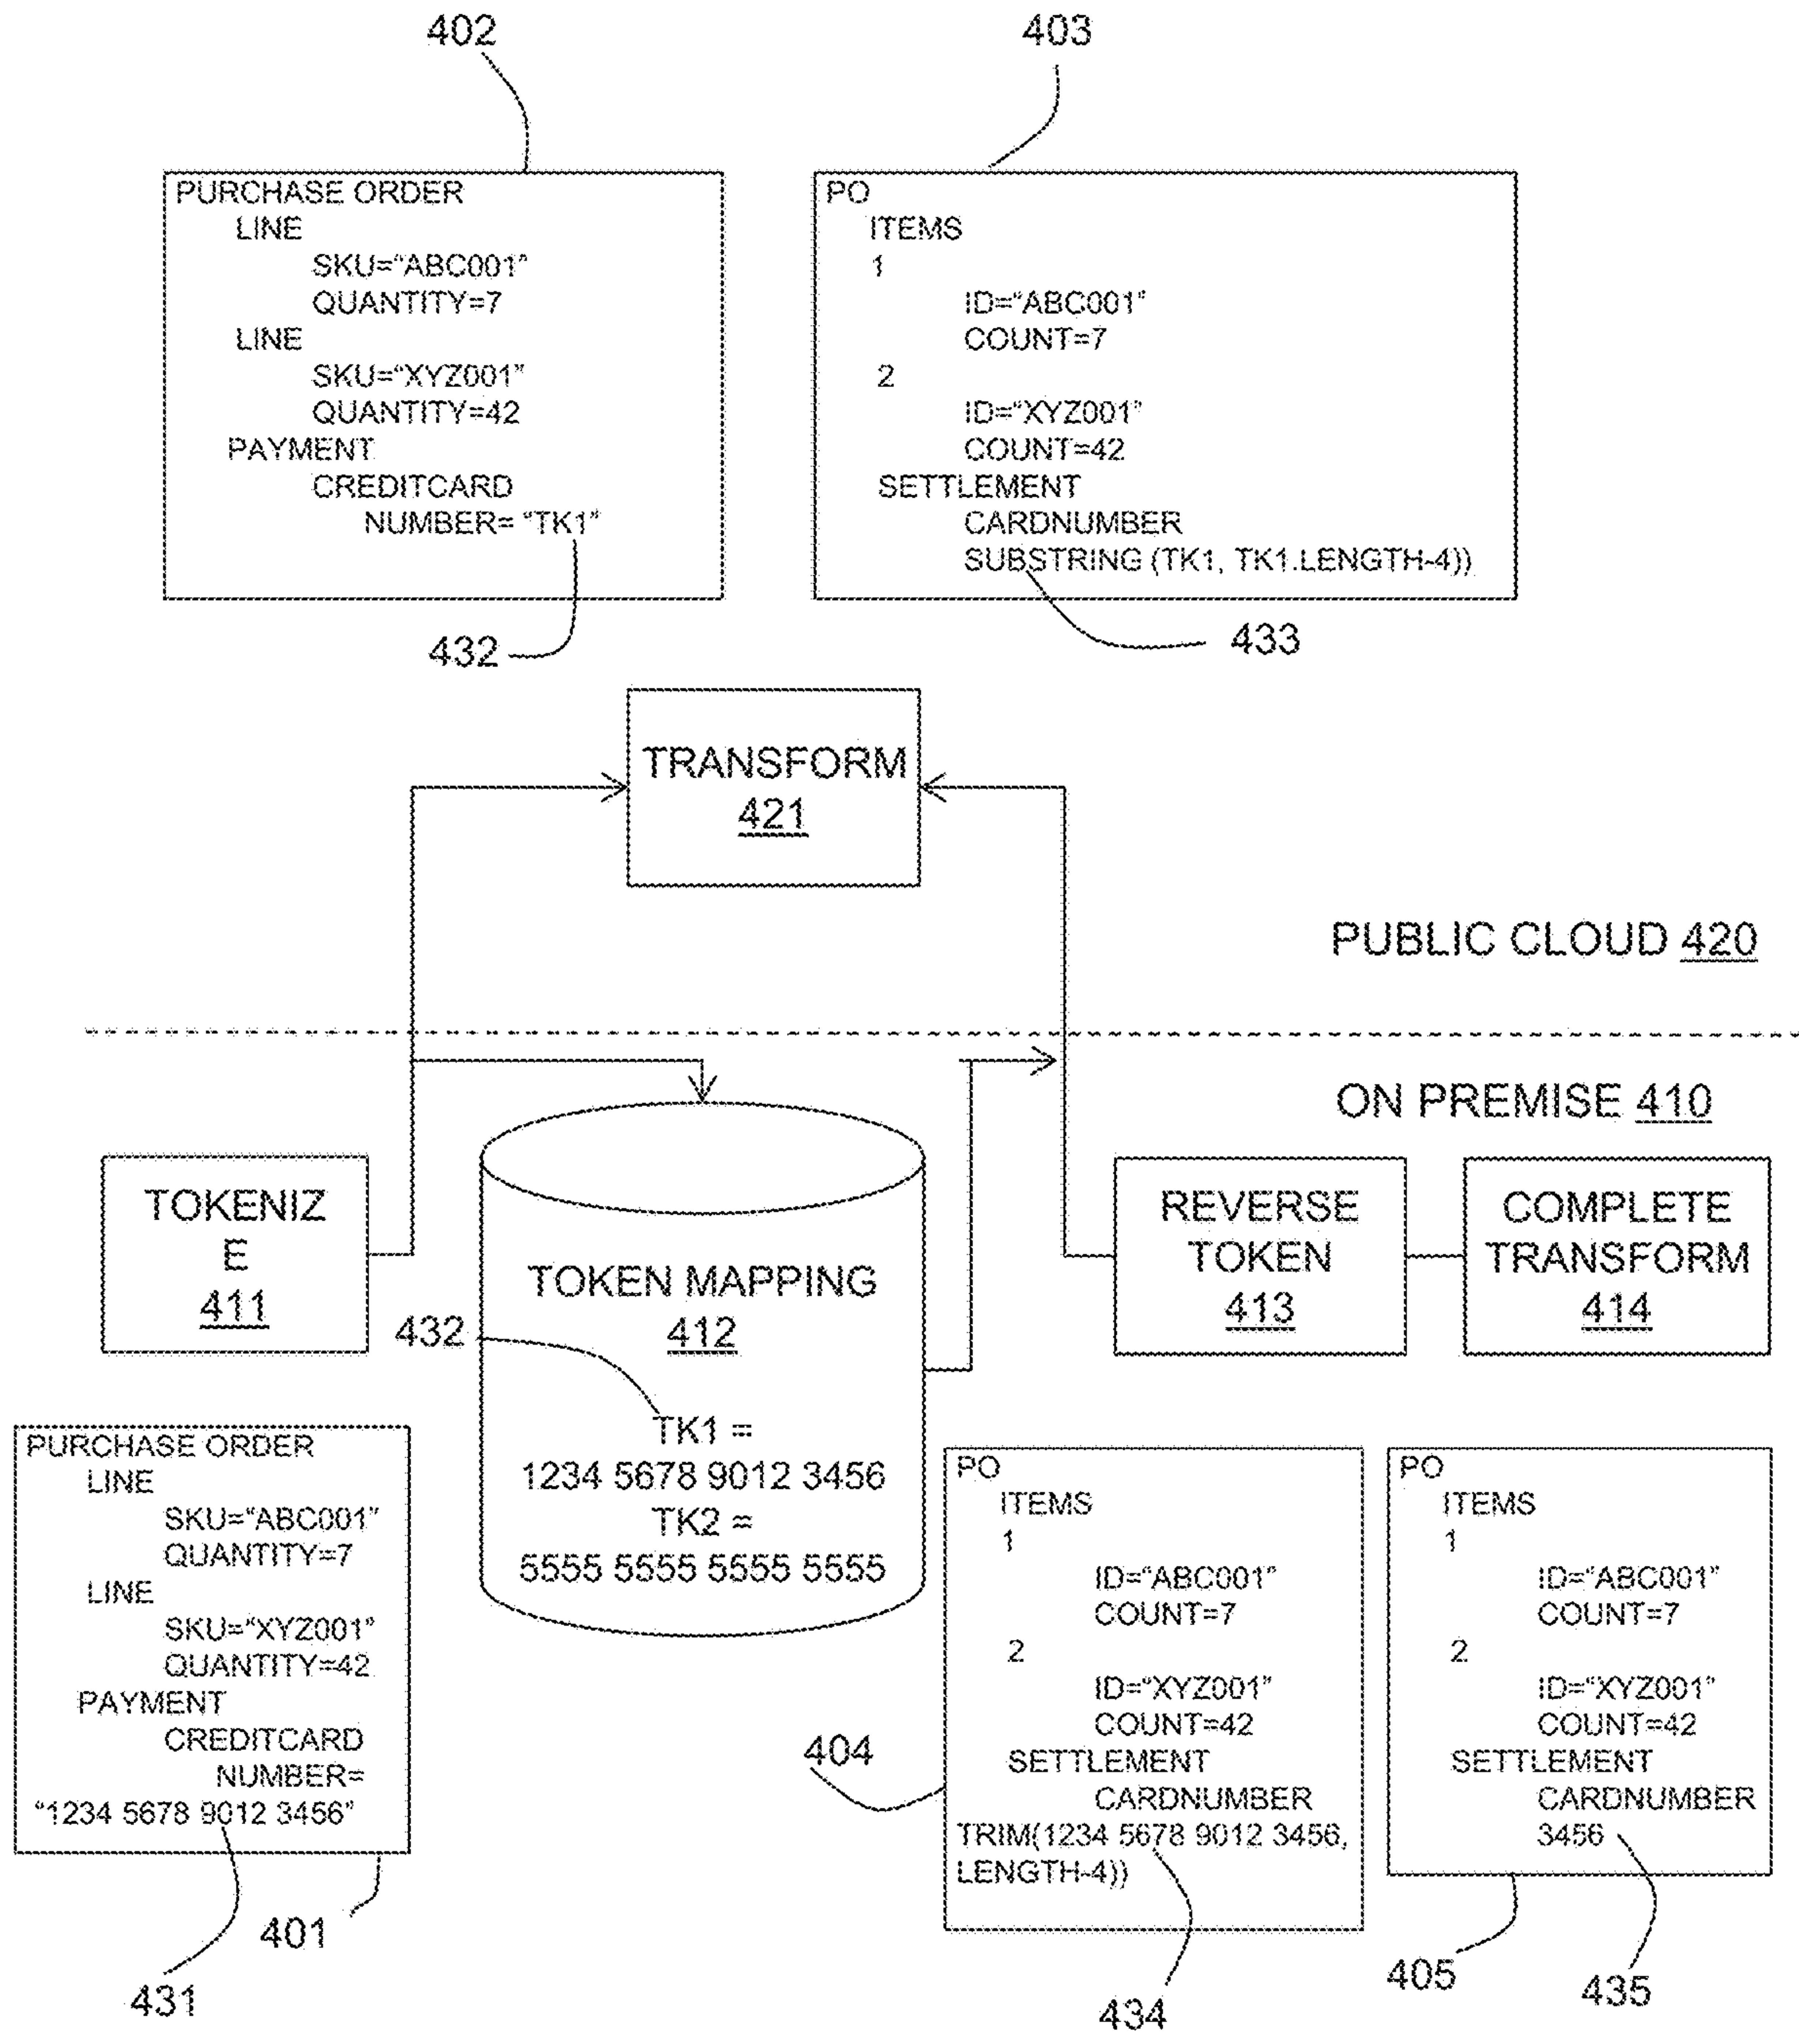 402
403
PURCHASE ORDER
LINE
SKU="ABC001"
QUANTITY=7
LINE
SKU="XYZ001"
QUANTITY=42
PAYMENT
CREDITCARD
NUMBER= "TK1"
432
PO
ITEMS
1
ID="ABC001"
COUNT=7
2
ID="XYZ001"
COUNT=42
SETTLEMENT
CARDNUMBER
SUBSTRING (TK1, TK1.LENGTH-4))
433
TRANSFORM
421
PUBLIC CLOUD 420
ON PREMISE 410
TOKENIZ
E
411
TOKEN MAPPING
412
432
TK1 =
1234 5678 9012 3456
TK2 =
5555 5555 5555 5555
REVERSE
TOKEN
413
COMPLETE
TRANSFORM
414
PURCHASE ORDER
LINE
SKU="ABC001"
QUANTITY=7
LINE
SKU="XYZ001"
QUANTITY=42
PAYMENT
CREDITCARD
NUMBER=
"1234 5678 9012 3456"
401
431
PO
ITEMS
1
ID="ABC001"
COUNT=7
2
ID="XYZ001"
COUNT=42
SETTLEMENT
CARDNUMBER
TRIM(1234 5678 9012 3456,
LENGTH-4))
404
434
PO
ITEMS
1
ID="ABC001"
COUNT=7
2
ID="XYZ001"
COUNT=42
SETTLEMENT
CARDNUMBER
3456
405
435